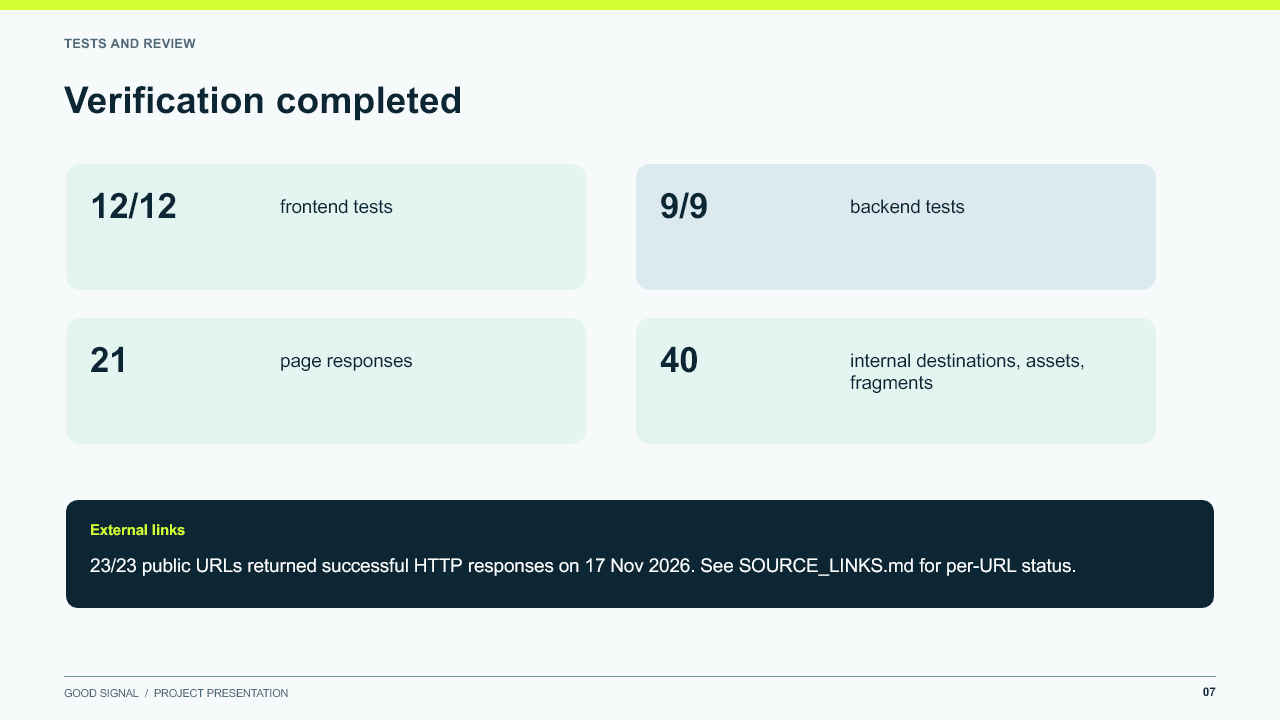 TESTS AND REVIEW
Verification completed
12/12
frontend tests
9/9
backend tests
21
page responses
40
internal destinations, assets,
fragments
External links
23/23 public URLs returned successful HTTP responses on 17 Nov 2026. See SOURCE_LINKS.md for per-URL status.
GOOD SIGNAL / PROJECT PRESENTATION
07